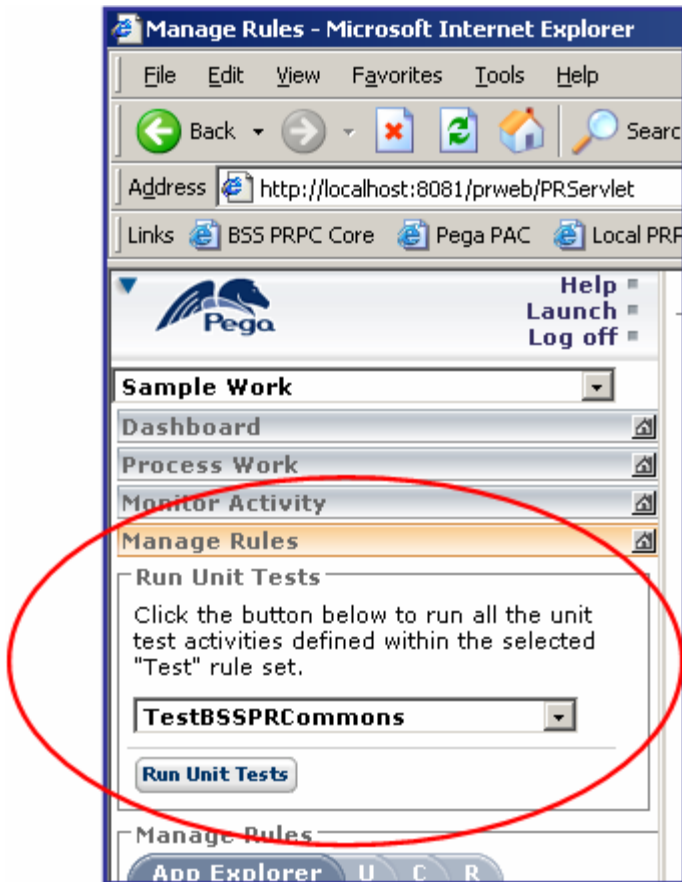 Manage Rules - Microsoft Internet Explorer
File Edit View Favorites Tools Help
Back Searc
Address http://localhost:8081/prweb/PRServlet
Links BSS PRPC Core Pega PAC Local PRP
Pega
Help
Launch
Log off
Sample Work
Dashboard
Process Work
Monitor Activity
Manage Rules
Run Unit Tests
Click the button below to run all the unit
test activities defined within the selected
"Test" rule set.
TestBSSPRCommons
Run Unit Tests
Manage Rules
App Explorer U C R